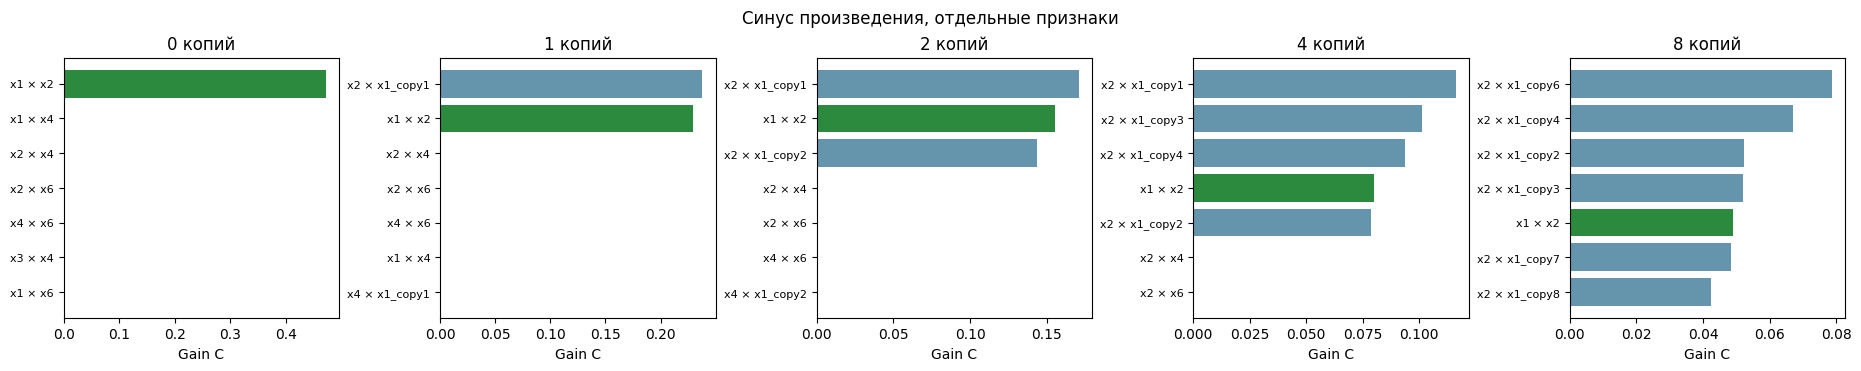 Синус произведения, отдельные признаки
0 копий
x1 × x2
x1 × x4
x2 × x4
x2 × x6
x4 × x6
x3 × x4
x1 × x6
0.0 0.1 0.2 0.3 0.4
Gain C
1 копий
x2 × x1_copy1
x1 × x2
x2 × x4
x2 × x6
x4 × x6
x1 × x4
x4 × x1_copy1
0.00 0.05 0.10 0.15 0.20
Gain C
2 копий
x2 × x1_copy1
x1 × x2
x2 × x1_copy2
x2 × x4
x2 × x6
x4 × x6
x4 × x1_copy2
0.00 0.05 0.10 0.15
Gain C
4 копий
x2 × x1_copy1
x2 × x1_copy3
x2 × x1_copy4
x1 × x2
x2 × x1_copy2
x2 × x4
x2 × x6
0.000 0.025 0.050 0.075 0.100
Gain C
8 копий
x2 × x1_copy6
x2 × x1_copy4
x2 × x1_copy2
x2 × x1_copy3
x1 × x2
x2 × x1_copy7
x2 × x1_copy8
0.00 0.02 0.04 0.06 0.08
Gain C